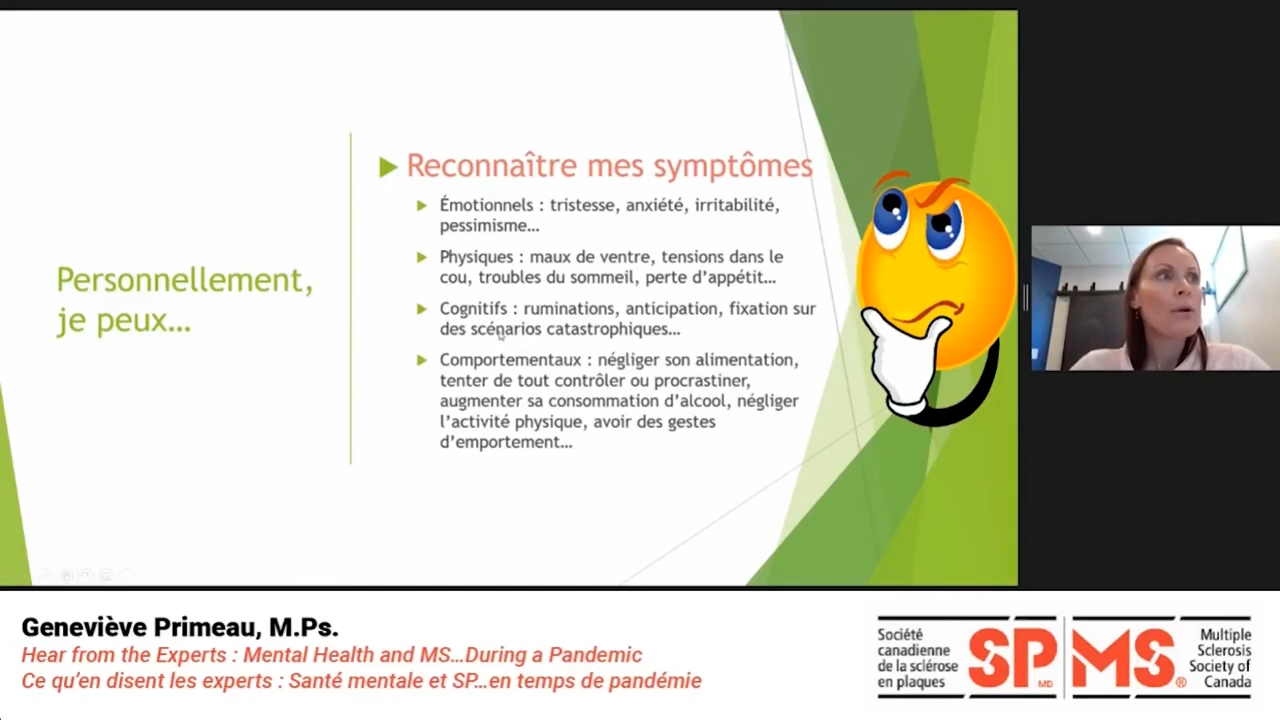 Personnellement,
je peux…
Reconnaître mes symptômes
Émotionnels : tristesse, anxiété, irritabilité,
pessimisme…
Physiques : maux de ventre, tensions dans le
cou, troubles du sommeil, perte d’appétit…
Cognitifs : ruminations, anticipation, fixation sur
des scénarios catastrophiques…
Comportementaux : négliger son alimentation,
tenter de tout contrôler ou procrastiner,
augmenter sa consommation d’alcool, négliger
l’activité physique, avoir des gestes
d’emportement…
Geneviève Primeau, M.Ps.
Hear from the Experts : Mental Health and MS…During a Pandemic
Ce qu’en disent les experts : Santé mentale et SP…en temps de pandémie
Société
canadienne
de la sclérose
en plaques
SP MD
MS ®
Multiple
Sclerosis
Society of
Canada